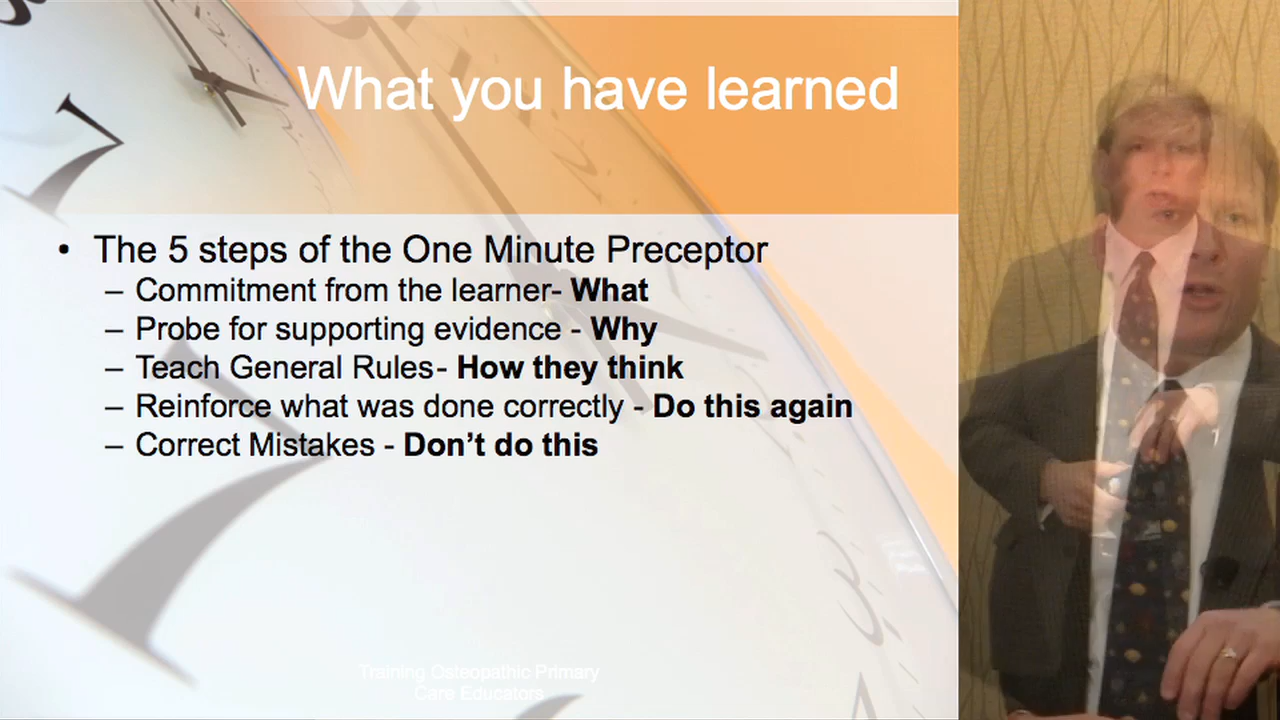 What you have learned
• The 5 steps of the One Minute Preceptor
– Commitment from the learner- What
– Probe for supporting evidence - Why
– Teach General Rules- How they think
– Reinforce what was done correctly - Do this again
– Correct Mistakes - Don’t do this
Training Osteopathic Primary
Care Educators